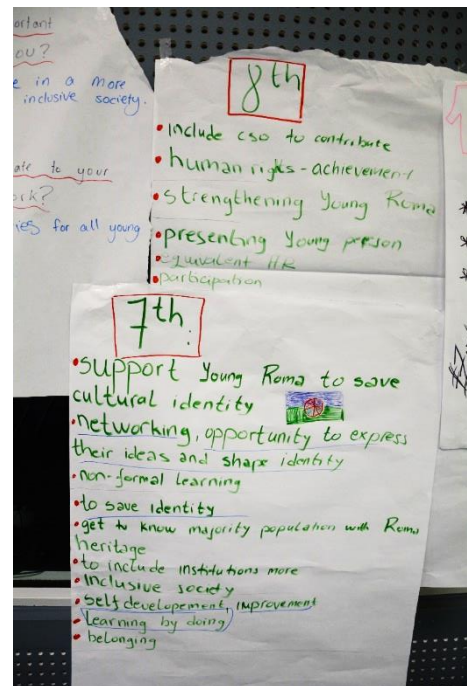 ortant
ou?
e in a more
inclusive society.
ate to your
ork?
ies for all young
8th
•include cso to contribute
•human rights-achievement
•strengthening Young Roma
•presenting Young person
•equivalent HR
•participation
7th:
•support Young Roma to save
cultural identity
•networking, opportunity to express
their ideas and shape identity
•non-formal learning
•to save identity
•get to know majority population with Roma
heritage
•to include institutions more
•inclusive society
•self developement, improvement
•Learning by doing
•belonging